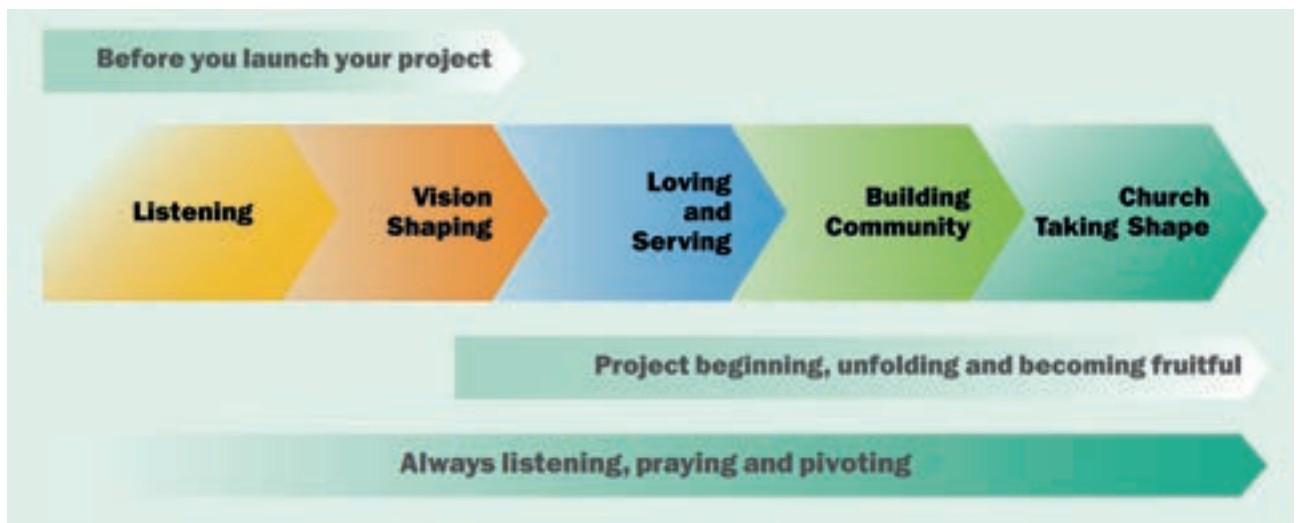 Before you launch your project
Listening
Vision
Shaping
Loving
and
Serving
Building
Community
Church
Taking Shape
Project beginning, unfolding and becoming fruitful
Always listening, praying and pivoting